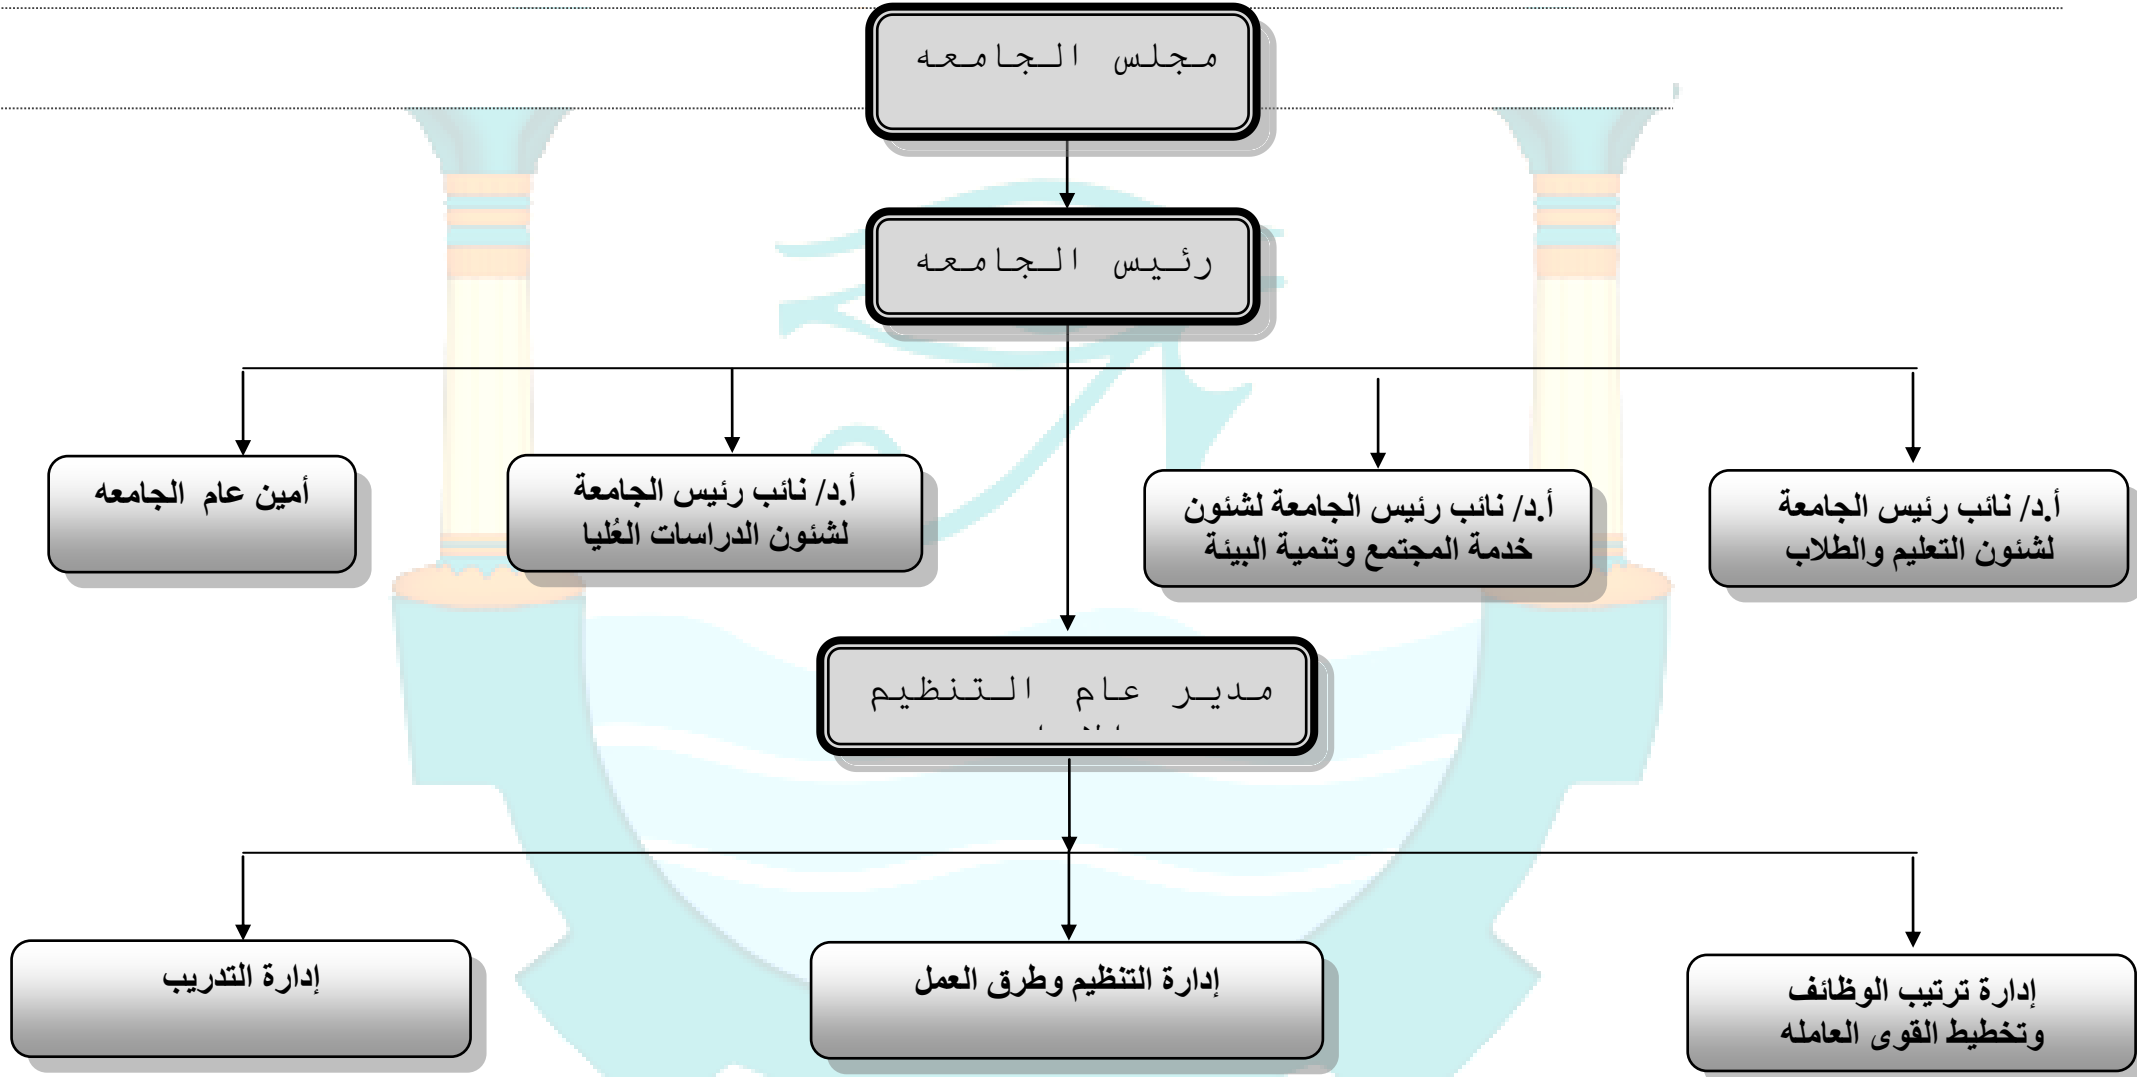 مجلس الجامعه
رئيس الجامعه
أ.د/ نائب رئيس الجامعة
لشئون التعليم والطلاب
أ.د/ نائب رئيس الجامعة لشئون
خدمة المجتمع وتنمية البيئة
أ.د/ نائب رئيس الجامعة
لشئون الدراسات العُليا
أمين عام الجامعه
مدير عام التنظيم
إدارة ترتيب الوظائف
وتخطيط القوى العامله
إدارة التنظيم وطرق العمل
إدارة التدريب